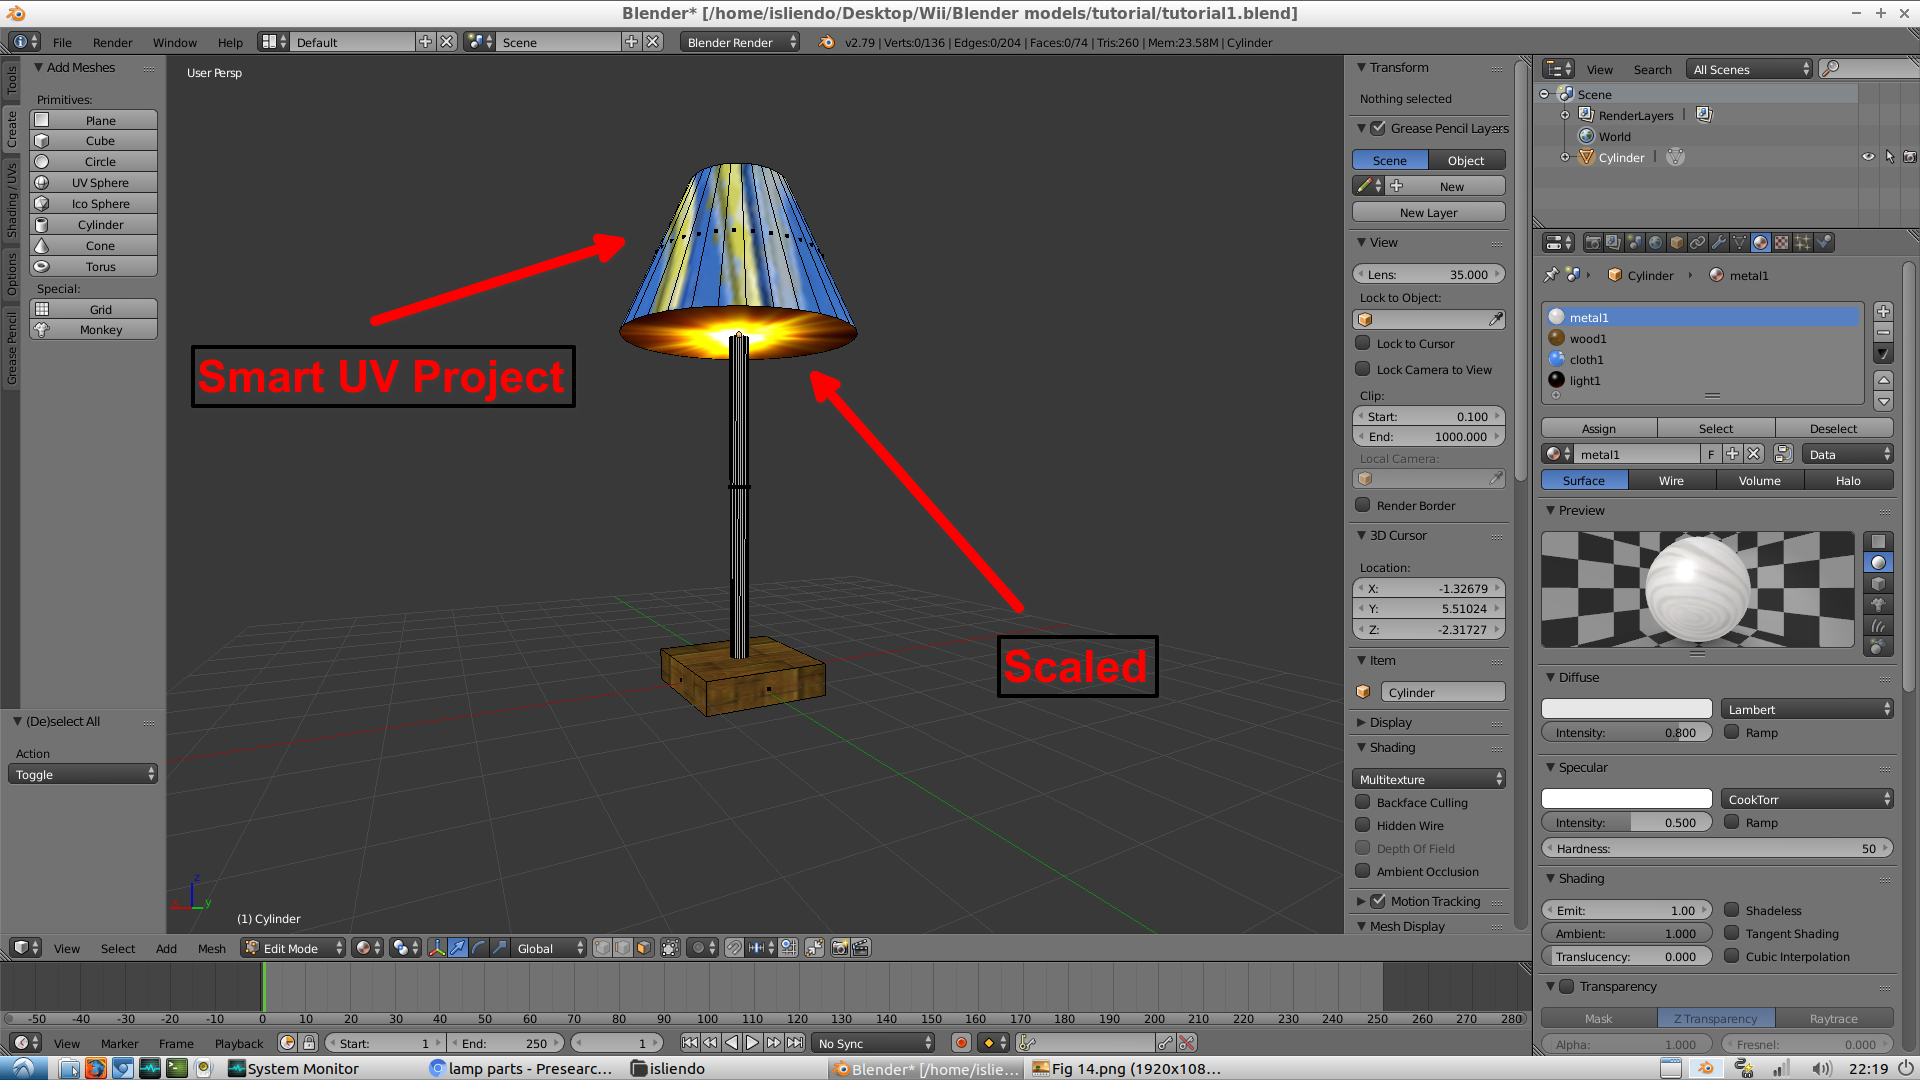 Blender* [/home/isliendo/Desktop/Wii/Blender models/tutorial/tutorial1.blend]
File Render Window Help Default Scene Blender Render v2.79 | Verts:0/136 | Edges:0/204 | Faces:0/74 | Tris:260 | Mem:23.58M | Cylinder
Tools
Create
Shading / UVs
Options
Grease Pencil
Add Meshes
Primitives:
Plane
Cube
Circle
UV Sphere
Ico Sphere
Cylinder
Cone
Torus
Special:
Grid
Monkey
(De)select All
Action
Toggle
User Persp
Smart UV Project
Scaled
z
x
y
(1) Cylinder
Transform
Nothing selected
Grease Pencil Layers
Scene Object
New
New Layer
View
Lens: 35.000
Lock to Object:
Lock to Cursor
Lock Camera to View
Clip:
Start: 0.100
End: 1000.000
Local Camera:
Render Border
3D Cursor
Location:
X: -1.32679
Y: 5.51024
Z: -2.31727
Item
Cylinder
Display
Shading
Multitexture
Backface Culling
Hidden Wire
Depth Of Field
Ambient Occlusion
Motion Tracking
Mesh Display
View Search All Scenes
Scene
RenderLayers |
World
Cylinder |
Cylinder metal1
metal1
wood1
cloth1
light1
Assign Select Deselect
metal1 F Data
Surface Wire Volume Halo
Preview
Diffuse
Lambert
Intensity: 0.800 Ramp
Specular
CookTorr
Intensity: 0.500 Ramp
Hardness: 50
Shading
Emit: 1.00 Shadeless
Ambient: 1.000 Tangent Shading
Translucency: 0.000 Cubic Interpolation
Transparency
Mask Z Transparency Raytrace
Alpha: 1.000 Fresnel: 0.000
View Select Add Mesh Edit Mode Global
-50 -40 -30 -20 -10 0 10 20 30 40 50 60 70 80 90 100 110 120 130 140 150 160 170 180 190 200 210 220 230 240 250 260 270 280
View Marker Frame Playback Start: 1 End: 250 1 No Sync
System Monitor lamp parts - Presearc... isliendo Blender* [/home/islie... Fig 14.png (1920x108... 22:19